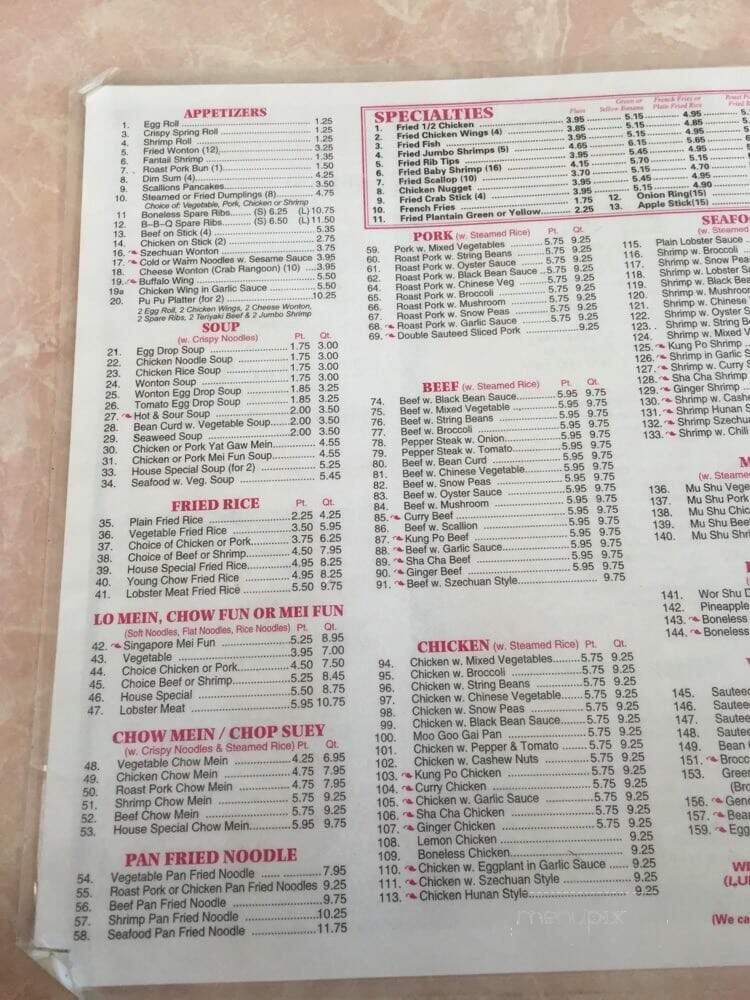 APPETIZERS
1. Egg Roll 1.25
3. Crispy Spring Roll 1.25
4. Shrimp Roll 1.25
5. Fried Wonton (12) 3.25
6. Fantail Shrimp 1.35
7. Roast Pork Bun (1) 1.50
8. Dim Sum (4) 4.25
9. Scallions Pancakes 3.50
10. Steamed or Fried Dumplings (8) 4.75
Choice of: Vegetable, Pork, Chicken or Shrimp
11 Boneless Spare Ribs (S) 6.25 (L) 10.75
12. B-B-Q Spare Ribs (S) 6.50 (L) 11.50
13. Beef on Stick (4) 5.35
14. Chicken on Stick (2) 2.75
16. Szechuan Wonton 3.75
17. Cold or Warm Noodles w. Sesame Sauce 3.95
18. Cheese Wonton (Crab Rangoon) (10) 3.95
19. Buffalo Wing 5.50
19a Chicken Wing in Garlic Sauce 5.50
20. Pu Pu Platter (for 2) 10.25
2 Egg Roll, 2 Chicken Wings, 2 Cheese Wonton,
2 Spare Ribs, 2 Teriyaki Beef & 2 Jumbo Shrimp
SOUP
(w. Crispy Noodles) Pt. Qt.
21. Egg Drop Soup 1.75 3.00
22. Chicken Noodle Soup 1.75 3.00
23. Chicken Rice Soup 1.75 3.00
24. Wonton Soup 1.75 3.00
25. Wonton Egg Drop Soup 1.85 3.25
26. Tomato Egg Drop Soup 1.85 3.25
27. Hot & Sour Soup 2.00 3.50
28. Bean Curd w. Vegetable Soup 2.00 3.50
29. Seaweed Soup 2.00 3.50
30. Chicken or Pork Yat Gaw Mein 4.55
31. Chicken or Pork Mei Fun Soup 4.55
33. House Special Soup (for 2) 5.25
34. Seafood w. Veg. Soup 5.45
FRIED RICE Pt. Qt.
35. Plain Fried Rice 2.25 4.25
36. Vegetable Fried Rice 3.50 5.95
37. Choice of Chicken or Pork 3.75 6.25
38. Choice of Beef or Shrimp 4.50 7.95
39. House Special Fried Rice 4.95 8.25
40. Young Chow Fried Rice 4.95 8.25
41. Lobster Meat Fried Rice 5.50 9.75
LO MEIN, CHOW FUN OR MEI FUN
(Soft Noodles, Flat Noodles, Rice Noodles) Pt. Qt.
42. Singapore Mei Fun 5.25 8.95
43. Vegetable 3.95 7.00
44. Choice Chicken or Pork 4.50 7.50
45. Choice Beef or Shrimp 5.25 8.45
46. House Special 5.50 8.75
47. Lobster Meat 5.95 10.75
CHOW MEIN / CHOP SUEY
(w. Crispy Noodles & Steamed Rice) Pt. Qt.
48. Vegetable Chow Mein 4.25 6.95
49. Chicken Chow Mein 4.75 7.95
50. Roast Pork Chow Mein 4.75 7.95
51. Shrimp Chow Mein 5.75 9.25
52. Beef Chow Mein 5.75 9.25
53. House Special Chow Mein 5.95 9.75
PAN FRIED NOODLE
54. Vegetable Pan Fried Noodle 7.95
55. Roast Pork or Chicken Pan Fried Noodles 9.25
56. Beef Pan Fried Noodle 9.75
57. Shrimp Pan Fried Noodle 10.25
58. Seafood Pan Fried Noodle 11.75
SPECIALTIES Plain Green or Yellow Banana French Fries or Plain Fried Rice
1. Fried 1/2 Chicken 3.95 5.15 4.95
2. Fried Chicken Wings (4) 3.85 5.15 4.85
3. Fried Fish 3.95 5.15 4.95
4. Fried Jumbo Shrimps (5) 4.65 6.15 5.65
5. Fried Rib Tips 3.95 5.45 4.95
6. Fried Baby Shrimp (16) 4.15 5.70 5.15
7. Fried Scallop (10) 3.70 5.15 4.70
8. Chicken Nugget 3.95 5.45 4.95
9. Fried Crab Stick (4) 3.95 5.15 4.90
10. French Fries 1.75 12. Onion Ring(15)
11. Fried Plantain Green or Yellow 2.25 13. Apple Stick(15)
PORK (w. Steamed Rice) Pt. Qt.
59. Pork w. Mixed Vegetables 5.75 9.25
60. Roast Pork w. String Beans 5.75 9.25
61. Roast Pork w. Oyster Sauce 5.75 9.25
62. Roast Pork w. Black Bean Sauce 5.75 9.25
64. Roast Pork w. Chinese Veg 5.75 9.25
65. Roast Pork w. Broccoli 5.75 9.25
66. Roast Pork w. Mushroom 5.75 9.25
67. Roast Pork w. Snow Peas 5.75 9.25
68. Roast Pork w. Garlic Sauce 5.75 9.25
69. Double Sauteed Sliced Pork 9.25
BEEF (w. Steamed Rice) Pt. Qt.
74. Beef w. Black Bean Sauce 5.95 9.75
75. Beef w. Mixed Vegetable 5.95 9.75
76. Beef w. String Beans 5.95 9.75
77. Beef w. Broccoli 5.95 9.75
78. Pepper Steak w. Onion 5.95 9.75
79. Pepper Steak w. Tomato 5.95 9.75
80. Beef w. Bean Curd 5.95 9.75
81. Beef w. Chinese Vegetable 5.95 9.75
82. Beef w. Snow Peas 5.95 9.75
83. Beef w. Oyster Sauce 5.95 9.75
84. Beef w. Mushroom 5.95 9.75
85. Curry Beef 5.95 9.75
86. Beef w. Scallion 5.95 9.75
87. Kung Po Beef 5.95 9.75
88. Beef w. Garlic Sauce 5.95 9.75
89. Sha Cha Beef 5.95 9.75
90. Ginger Beef 5.95 9.75
91. Beef w. Szechuan Style 9.75
CHICKEN (w. Steamed Rice) Pt. Qt.
94. Chicken w. Mixed Vegetables 5.75 9.25
95. Chicken w. Broccoli 5.75 9.25
96. Chicken w. String Beans 5.75 9.25
97. Chicken w. Chinese Vegetable 5.75 9.25
98. Chicken w. Snow Peas 5.75 9.25
99. Chicken w. Black Bean Sauce 5.75 9.25
100. Moo Goo Gai Pan 5.75 9.25
101. Chicken w. Pepper & Tomato 5.75 9.25
102. Chicken w. Cashew Nuts 5.75 9.25
103. Kung Po Chicken 5.75 9.25
104. Curry Chicken 5.75 9.25
105. Chicken w. Garlic Sauce 5.75 9.25
106. Sha Cha Chicken 5.75 9.25
107. Ginger Chicken 5.75 9.25
108. Lemon Chicken 9.25
109. Boneless Chicken 9.25
110. Chicken w. Eggplant in Garlic Sauce 9.25
111. Chicken w. Szechuan Style 9.25
113. Chicken Hunan Style 9.25
(w. Steamed
115. Plain Lobster Sauce
116. Shrimp w. Broccoli
117. Shrimp w. Snow
118. Shrimp w. Lobster
119. Shrimp w. Black
120. Shrimp w.
121. Shrimp w. Chinese
122. Shrimp w. Oyster
123. Shrimp w. String
124. Shrimp w. Mixed
125. Kung Po Shrimp
126. Shrimp in Garlic
127. Shrimp w. Curry
128. Sha Cha Shrimp
129. Ginger Shrimp
130. Shrimp w.
131. Shrimp Hunan
132. Shrimp
133. Shrimp w. Chili
(w.
136. Mu Shu
137. Mu Shu Pork
138. Mu Shu
139. Mu Shu
140. Mu Shu
141. Wor Shu
142. Pineapple
143. Boneless
144. Boneless
145.
146.
147.
148.
149. Bean
151.
153.
156.
157.
159. Egg
(We
menupix